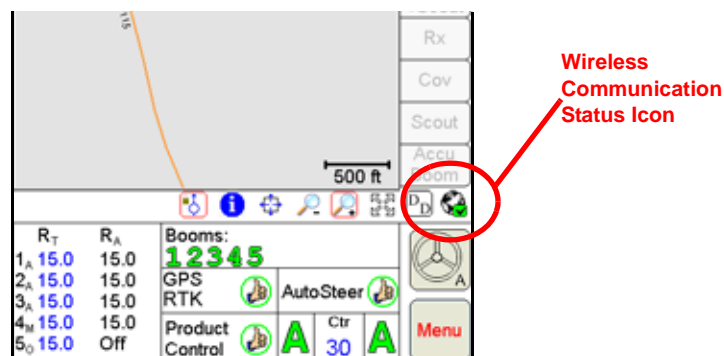 115
Rx
Cov
Scout
Accu
Boom
500 ft
Wireless
Communication
Status Icon
i
DD
RT RA
1A 15.0 15.0
2A 15.0 15.0
3A 15.0 15.0
4M 15.0 15.0
5O 15.0 Off
Booms:
12345
GPS
RTK
AutoSteer
Product
Control
A
Ctr
30
A
A
Menu